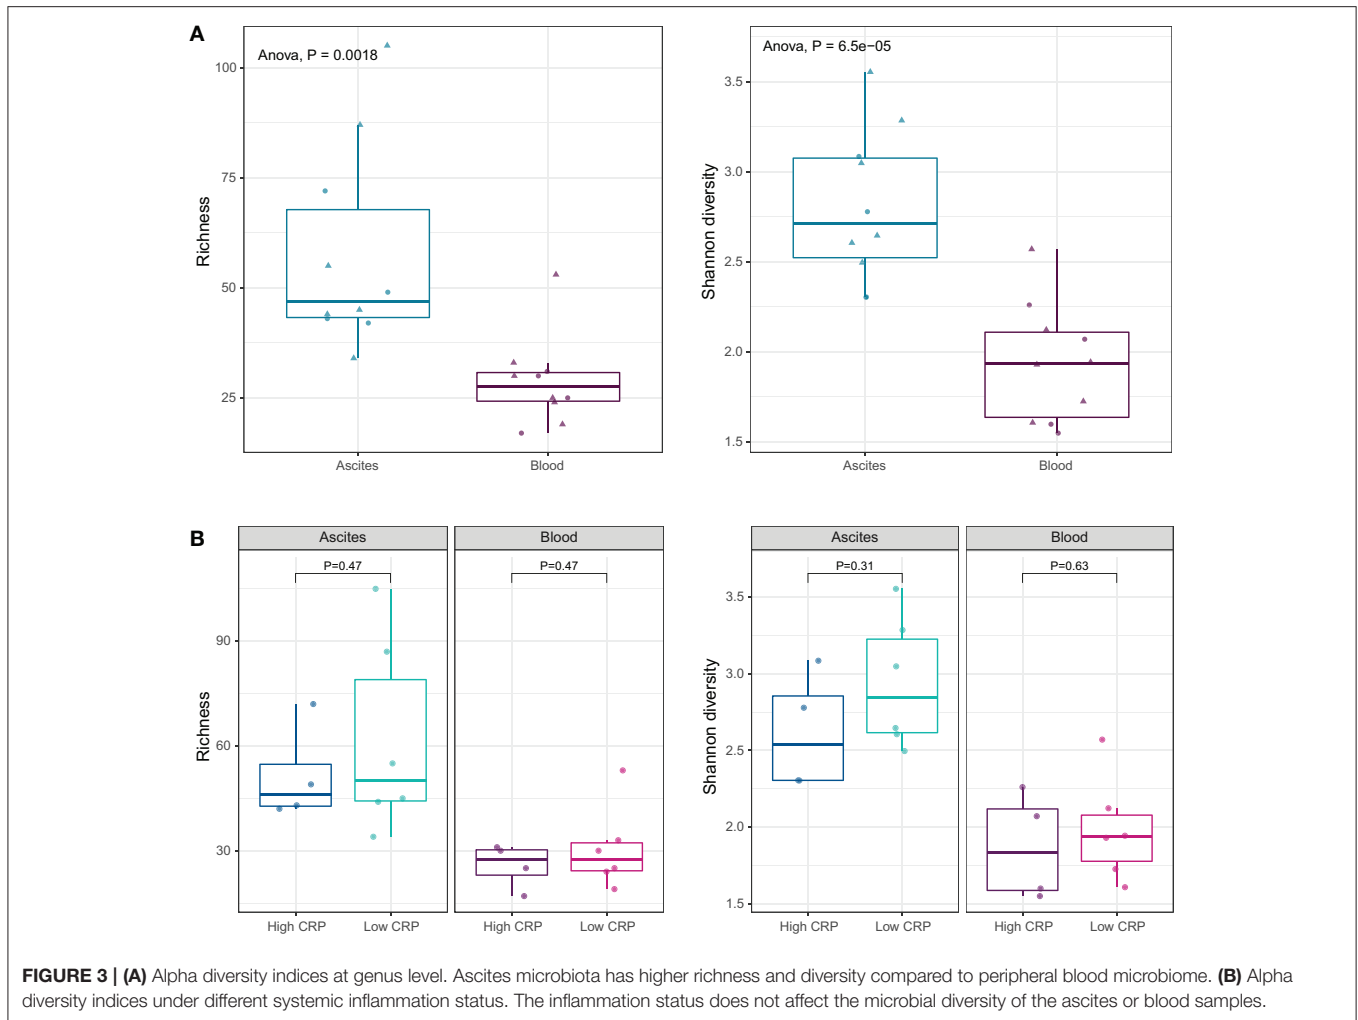 A
Anova, P = 0.0018
Richness
100
75
50
25
Ascites
Blood
Anova, P = 6.5e−05
Shannon diversity
3.5
3.0
2.5
2.0
1.5
Ascites
Blood
B
Ascites
Blood
P=0.47
P=0.47
Richness
90
60
30
High CRP
Low CRP
High CRP
Low CRP
Ascites
Blood
P=0.31
P=0.63
Shannon diversity
3.5
3.0
2.5
2.0
1.5
High CRP
Low CRP
High CRP
Low CRP
FIGURE 3 | (A) Alpha diversity indices at genus level. Ascites microbiota has higher richness and diversity compared to peripheral blood microbiome. (B) Alpha
diversity indices under different systemic inflammation status. The inflammation status does not affect the microbial diversity of the ascites or blood samples.